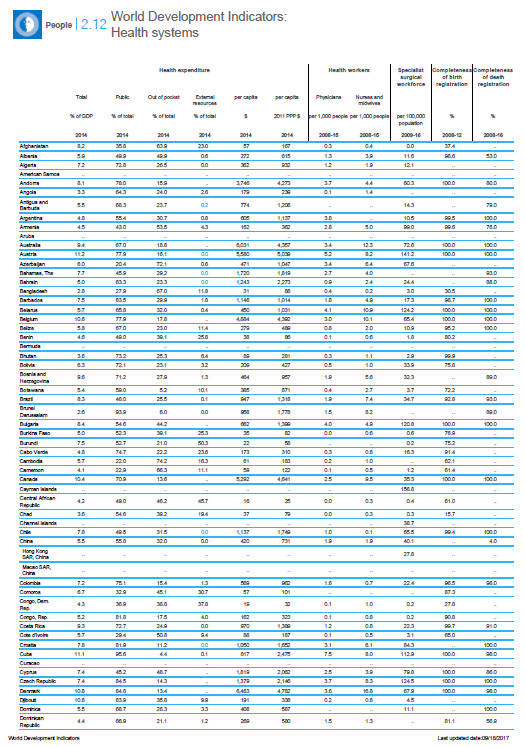 People | 2.12
World Development Indicators:
Health systems
Health expenditure Health workers Specialist surgical workforce Completeness of birth registration Completeness of death registration
Total Public Out of pocket External resources per capita per capita Physicians Nurses and midwives
% of GDP % of total % of total % of total $ 2011 PPP $ per 1,000 people per 1,000 people per 100,000 population % %
2014 2014 2014 2014 2014 2014 2008-15 2008-15 2009-16 2009-12 2008-16
Afghanistan 8.2 35.8 63.9 23.0 57 167 0.3 0.4 0.0 37.4 ..
Albania 5.9 49.9 49.9 0.6 272 615 1.3 3.9 11.6 98.6 53.0
Algeria 7.2 72.8 26.5 0.0 362 932 1.2 1.9 12.1 .. ..
American Samoa .. .. .. .. .. .. .. .. .. .. ..
Andorra 8.1 78.0 15.9 .. 3,746 4,273 3.7 4.4 60.3 100.0 80.0
Angola 3.3 64.3 24.0 2.6 179 239 0.1 1.4 .. .. ..
Antigua and Barbuda 5.5 68.3 23.7 0.2 774 1,208 .. .. 14.3 .. 79.0
Argentina 4.8 55.4 30.7 0.8 605 1,137 3.8 .. 10.5 99.5 100.0
Armenia 4.5 43.0 53.5 4.3 162 362 2.8 5.0 99.0 99.6 76.0
Aruba .. .. .. .. .. .. .. .. .. .. ..
Australia 9.4 67.0 18.8 .. 6,031 4,357 3.4 12.3 72.6 100.0 100.0
Austria 11.2 77.9 16.1 0.0 5,580 5,039 5.2 8.2 141.2 100.0 100.0
Azerbaijan 6.0 20.4 72.1 0.6 471 1,047 3.4 6.4 67.6 .. ..
Bahamas, The 7.7 45.9 29.2 0.0 1,720 1,819 2.7 4.0 .. .. 93.0
Bahrain 5.0 63.3 23.3 0.0 1,243 2,273 0.9 2.4 24.4 .. 88.0
Bangladesh 2.8 27.9 67.0 11.8 31 88 0.4 0.2 3.0 30.5 ..
Barbados 7.5 63.5 29.9 1.8 1,146 1,014 1.8 4.9 17.3 98.7 100.0
Belarus 5.7 65.8 32.0 0.4 450 1,031 4.1 10.9 124.2 100.0 100.0
Belgium 10.6 77.9 17.8 .. 4,884 4,392 3.0 10.1 65.4 100.0 100.0
Belize 5.8 67.0 23.0 11.4 279 489 0.8 2.0 10.9 95.2 100.0
Benin 4.6 49.0 39.1 25.8 38 86 0.1 0.6 1.8 80.2 ..
Bermuda .. .. .. .. .. .. .. .. .. .. ..
Bhutan 3.6 73.2 25.3 6.4 89 281 0.3 1.1 2.9 99.9 ..
Bolivia 6.3 72.1 23.1 3.2 209 427 0.5 1.0 33.9 75.8 ..
Bosnia and Herzegovina 9.6 71.2 27.9 1.3 464 957 1.9 5.6 32.3 .. 89.0
Botswana 5.4 59.0 5.2 10.1 385 871 0.4 2.7 3.7 72.2 ..
Brazil 8.3 46.0 25.5 0.1 947 1,318 1.9 7.4 34.7 92.8 93.0
Brunei Darussalam 2.6 93.9 6.0 0.0 958 1,778 1.5 8.2 .. .. 89.0
Bulgaria 8.4 54.6 44.2 .. 662 1,399 4.0 4.9 120.8 100.0 100.0
Burkina Faso 5.0 52.3 39.1 25.3 35 82 0.0 0.6 0.6 76.9 ..
Burundi 7.5 52.7 21.0 50.3 22 58 .. .. 0.2 75.2 ..
Cabo Verde 4.8 74.7 22.2 23.6 173 310 0.3 0.6 16.3 91.4 ..
Cambodia 5.7 22.0 74.2 16.3 61 183 0.2 1.0 .. 62.1 ..
Cameroon 4.1 22.9 66.3 11.1 59 122 0.1 0.5 1.2 61.4 ..
Canada 10.4 70.9 13.6 .. 5,292 4,641 2.5 9.5 35.3 100.0 100.0
Cayman Islands .. .. .. .. .. .. .. .. 156.8 .. ..
Central African Republic 4.2 49.0 46.2 45.7 16 25 0.0 0.3 0.4 61.0 ..
Chad 3.6 54.6 39.2 19.4 37 79 0.0 0.3 0.3 15.7 ..
Channel Islands .. .. .. .. .. .. .. .. 38.7 .. ..
Chile 7.8 49.5 31.5 0.0 1,137 1,749 1.0 0.1 65.5 99.4 100.0
China 5.5 55.8 32.0 0.0 420 731 1.9 1.9 40.1 .. 4.0
Hong Kong SAR, China .. .. .. .. .. .. .. .. 27.8 .. ..
Macao SAR, China .. .. .. .. .. .. .. .. .. .. ..
Colombia 7.2 75.1 15.4 1.3 569 962 1.6 0.7 22.4 96.5 98.0
Comoros 6.7 32.9 45.1 30.7 57 101 .. .. .. 87.3 ..
Congo, Dem. Rep. 4.3 36.9 38.8 37.8 19 32 0.1 1.0 0.2 27.8 ..
Congo, Rep. 5.2 81.8 17.5 4.0 162 323 0.1 0.8 0.2 90.8 ..
Costa Rica 9.3 72.7 24.9 0.0 970 1,389 1.2 0.8 22.3 99.7 91.0
Cote d'Ivoire 5.7 29.4 50.8 9.4 88 187 0.1 0.5 3.1 65.0 ..
Croatia 7.8 81.9 11.2 0.0 1,050 1,652 3.1 6.1 84.3 .. 100.0
Cuba 11.1 95.6 4.4 0.1 817 2,475 7.5 8.0 112.9 100.0 98.0
Curacao .. .. .. .. .. .. .. .. .. .. ..
Cyprus 7.4 45.2 48.7 .. 1,819 2,062 2.5 3.9 79.8 100.0 86.0
Czech Republic 7.4 84.5 14.3 .. 1,379 2,146 3.7 8.3 124.5 100.0 100.0
Denmark 10.8 84.8 13.4 .. 6,463 4,782 3.6 16.8 67.9 100.0 98.0
Djibouti 10.6 63.9 35.8 9.9 191 338 0.2 0.6 4.5 .. ..
Dominica 5.5 68.7 28.3 3.3 408 587 .. .. 11.1 .. 100.0
Dominican Republic 4.4 66.9 21.1 1.2 269 580 1.5 1.3 .. 81.1 56.9
World Development Indicators Last updated date:09/18/2017